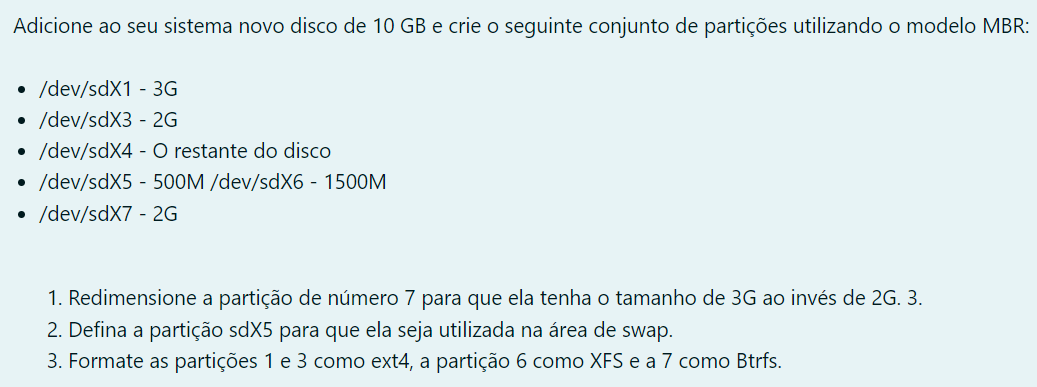 Adicione ao seu sistema novo disco de 10 GB e crie o seguinte conjunto de partições utilizando o modelo MBR:
• /dev/sdX1 - 3G
• /dev/sdX3 - 2G
• /dev/sdX4 - O restante do disco
• /dev/sdX5 - 500M /dev/sdX6 - 1500M
• /dev/sdX7 - 2G
1. Redimensione a partição de número 7 para que ela tenha o tamanho de 3G ao invés de 2G. 3.
2. Defina a partição sdX5 para que ela seja utilizada na área de swap.
3. Formate as partições 1 e 3 como ext4, a partição 6 como XFS e a 7 como Btrfs.